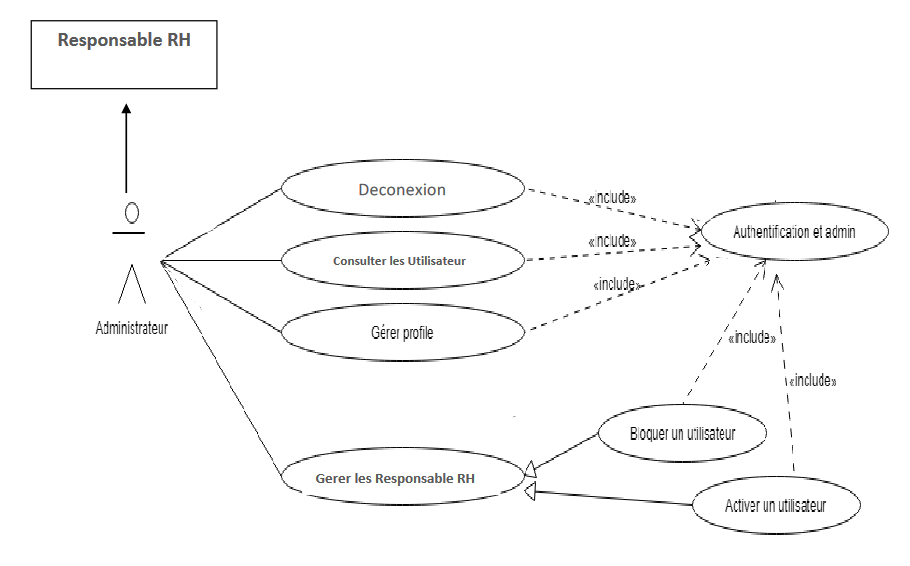 Responsable RH
Deconexion
«include»
Authentification et admin
«include»
Consulter les Utilisateur
«include»
Administrateur
Gérer profile
«include»
«include»
Bloquer un utilisateur
Gerer les Responsable RH
Activer un utilisateur